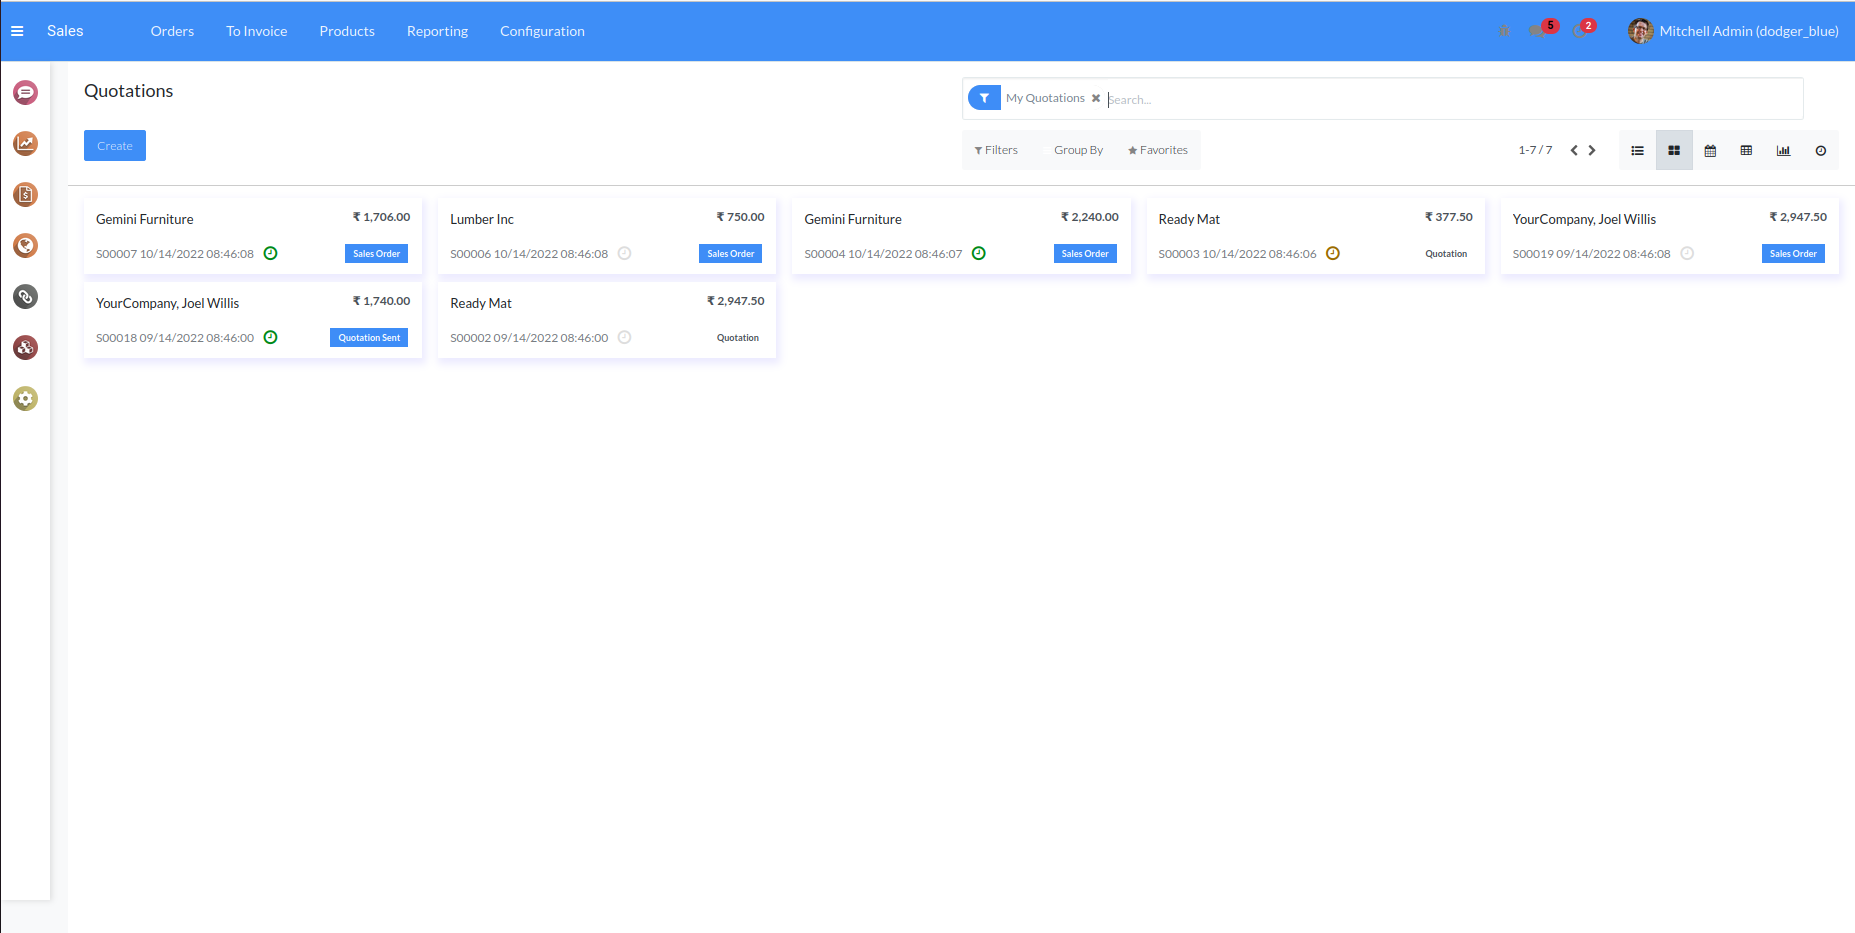 Sales Orders To Invoice Products Reporting Configuration 5 2 Mitchell Admin (dodger_blue)
Quotations
My Quotations Search...
Create
Filters Group By Favorites 1-7 / 7
Gemini Furniture ₹ 1,706.00
S00007 10/14/2022 08:46:08 Sales Order
Lumber Inc ₹ 750.00
S00006 10/14/2022 08:46:08 Sales Order
Gemini Furniture ₹ 2,240.00
S00004 10/14/2022 08:46:07 Sales Order
Ready Mat ₹ 377.50
S00003 10/14/2022 08:46:06 Quotation
YourCompany, Joel Willis ₹ 2,947.50
S00019 09/14/2022 08:46:08 Sales Order
YourCompany, Joel Willis ₹ 1,740.00
S00018 09/14/2022 08:46:00 Quotation Sent
Ready Mat ₹ 2,947.50
S00002 09/14/2022 08:46:00 Quotation